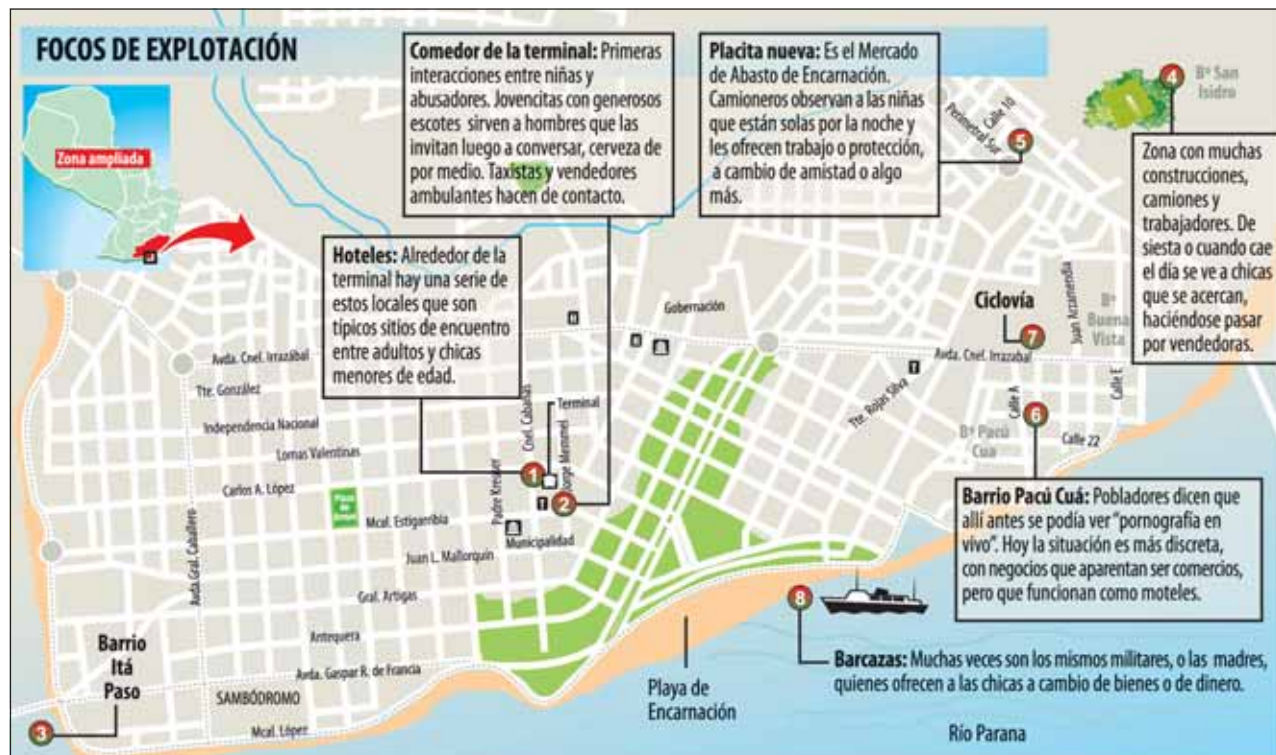 FOCOS DE EXPLOTACIÓN
Zona ampliada
Comedor de la terminal: Primeras
interacciones entre niñas y
abusadores. Jovencitas con generosos
escotes sirven a hombres que las
invitan luego a conversar, cerveza de
por medio. Taxistas y vendedores
ambulantes hacen de contacto.
Placita nueva: Es el Mercado
de Abasto de Encarnación.
Camioneros observan a las niñas
que están solas por la noche y
les ofrecen trabajo o protección,
a cambio de amistad o algo
más.
Calle 10
Perimetral Sur
5
4
Bº San
Isidro
Zona con muchas
construcciones,
camiones y
trabajadores. De
siesta o cuando cae
el día se ve a chicas
que se acercan,
haciéndose pasar
por vendedoras.
Hoteles: Alrededor de la
terminal hay una serie de
estos locales que son
típicos sitios de encuentro
entre adultos y chicas
menores de edad.
Gobernación
Ciclovía
7
Juan Arzamendia
Bº
Buena
Vista
Avda. Cnel. Irrazábal
Avda. Cnel. Irrazabal
Tte. González
Independencia Nacional
Lomas Valentinas
Carlos A. López
Mcal. Estigarribia
Juan L. Mallorquín
Gral. Artigas
Antequera
Avda. Gaspar R. de Francia
SAMBÓDROMO
Mcal. López
Avda.Gral. Caballero
Padre Kreusser
Cnel. Cabañas
Jorge Memmel
Terminal
1
2
Municipalidad
Tte. Rojas Silva
Calle A
Calle E
6
Bº Pacú
Cua
Calle 22
Barrio Pacú Cuá: Pobladores dicen que
allí antes se podía ver "pornografía en
vivo". Hoy la situación es más discreta,
con negocios que aparentan ser comercios,
pero que funcionan como moteles.
8
Barcazas: Muchas veces son los mismos militares, o las madres,
quienes ofrecen a las chicas a cambio de bienes o de dinero.
Barrio
Itá
Paso
3
Playa de
Encarnación
Río Parana